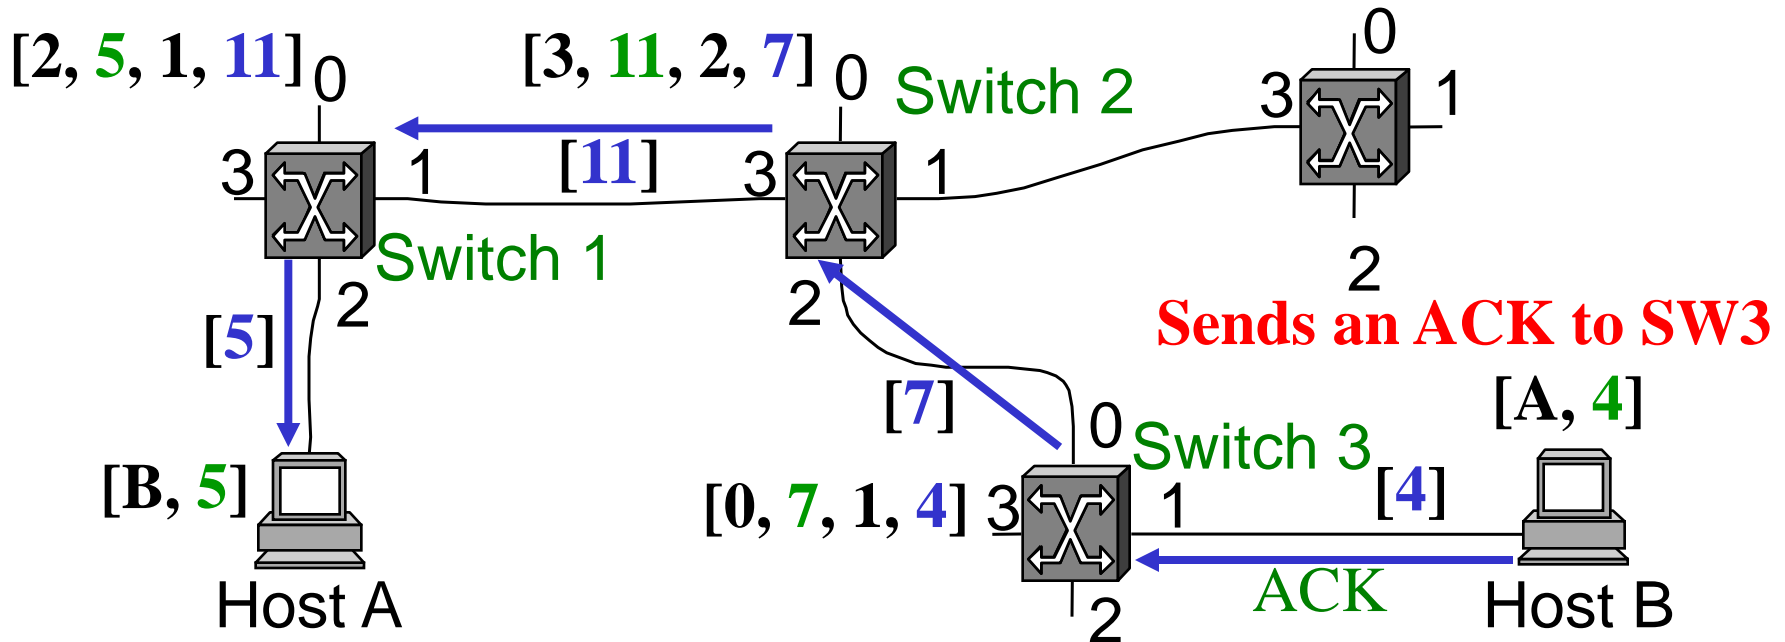 [2, 5, 1, 11]
0
[3, 11, 2, 7]
0
Switch 2
0
3
1
2
3
1
[11]
3
1
Switch 1
2
[5]
2
Sends an ACK to SW3
[7]
[A, 4]
0
Switch 3
[B, 5]
[0, 7, 1, 4]
3
1
[4]
ACK
2
Host A
Host B